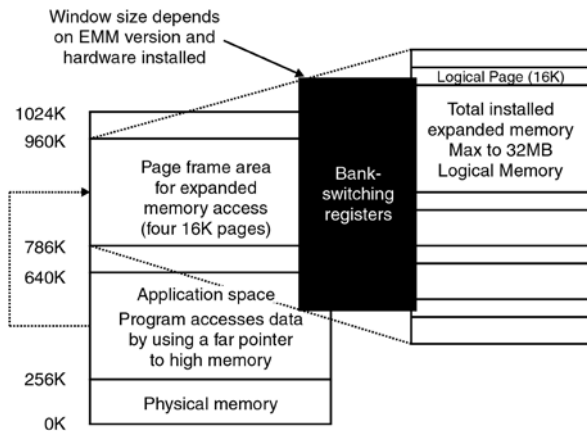 Window size depends
on EMM version and
hardware installed
1024K
960K
Page frame area
for expanded
memory access
(four 16K pages)
786K
640K
Application space
Program accesses data
by using a far pointer
to high memory
256K
Physical memory
0K
Bank-
switching
registers
Logical Page (16K)
Total installed
expanded memory
Max to 32MB
Logical Memory